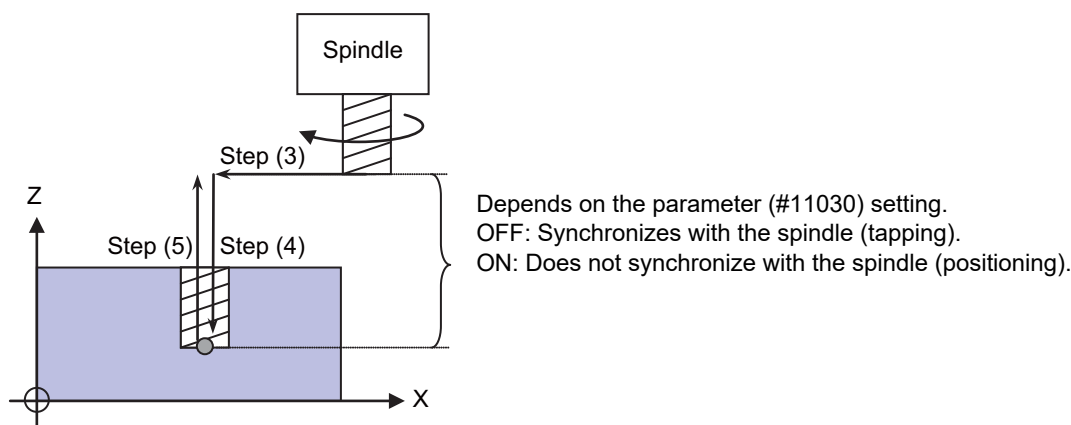 Spindle
Step (3)
Z
Depends on the parameter (#11030) setting.
OFF: Synchronizes with the spindle (tapping).
ON: Does not synchronize with the spindle (positioning).
Step (5) Step (4)
X